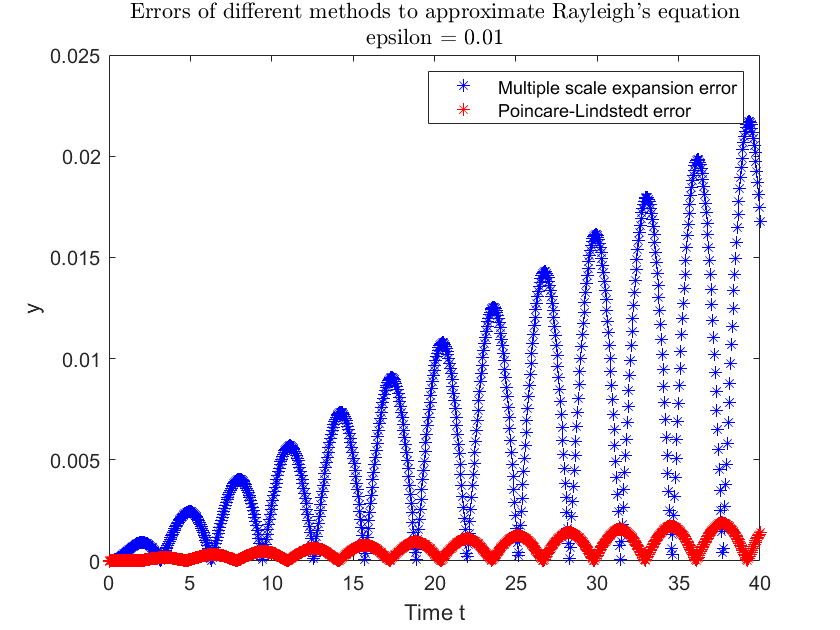 Errors of different methods to approximate Rayleigh's equation
epsilon = 0.01
Multiple scale expansion error
Poincare-Lindstedt error
0.025
0.02
0.015
0.01
0.005
0
y
0 5 10 15 20 25 30 35 40
Time t